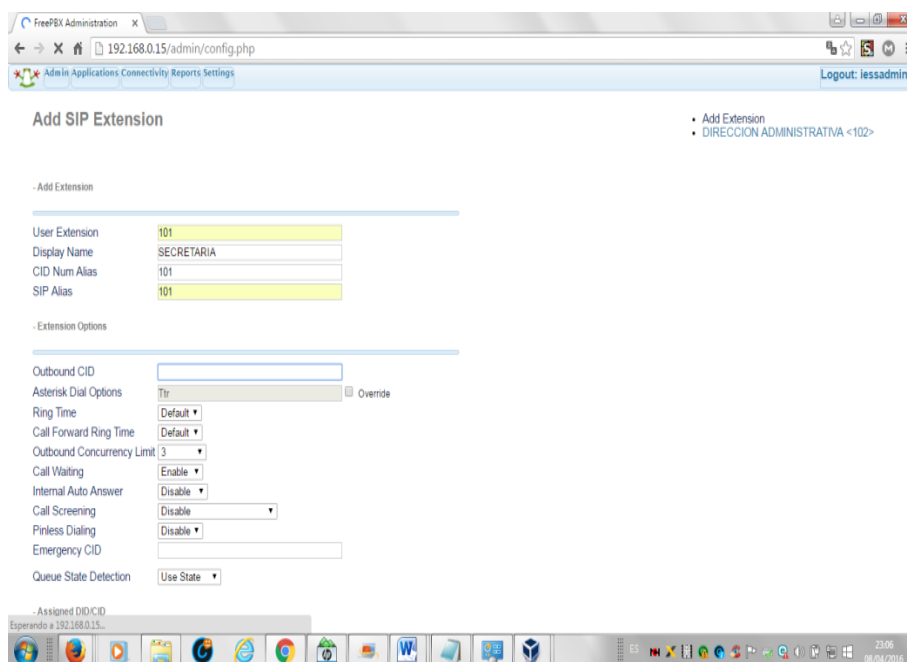 FreePBX Administration x
192.168.0.15/admin/config.php
Admin Applications Connectivity Reports Settings
Logout: iessadmin
Add SIP Extension
Add Extension
DIRECCION ADMINISTRATIVA <102>
- Add Extension
User Extension 101
Display Name SECRETARIA
CID Num Alias 101
SIP Alias 101
- Extension Options
Outbound CID
Asterisk Dial Options Ttr Override
Ring Time Default
Call Forward Ring Time Default
Outbound Concurrency Limit 3
Call Waiting Enable
Internal Auto Answer Disable
Call Screening Disable
Pinless Dialing Disable
Emergency CID
Queue State Detection Use State
- Assigned DID/CID
Esperando a 192.168.0.15...
ES
23:06
08/04/2016